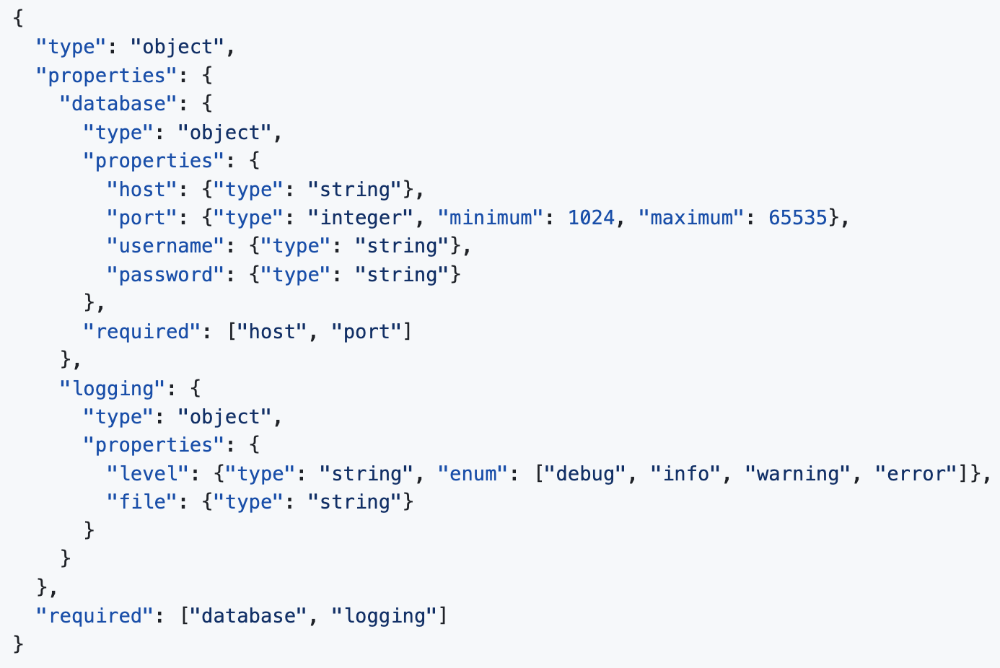 {
  "type": "object",
  "properties": {
    "database": {
      "type": "object",
      "properties": {
        "host": {"type": "string"},
        "port": {"type": "integer", "minimum": 1024, "maximum": 65535},
        "username": {"type": "string"},
        "password": {"type": "string"}
      },
      "required": ["host", "port"]
    },
    "logging": {
      "type": "object",
      "properties": {
        "level": {"type": "string", "enum": ["debug", "info", "warning", "error"]},
        "file": {"type": "string"}
      }
    }
  },
  "required": ["database", "logging"]
}